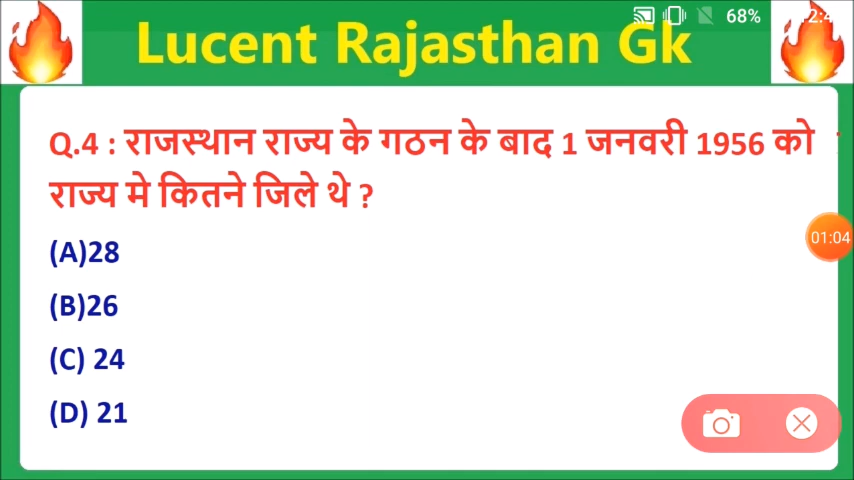 68%
Lucent Rajasthan Gk
Q.4 : राजस्थान राज्य के गठन के बाद 1 जनवरी 1956 को
राज्य मे कितने जिले थे ?
01:04
(A)28
(B)26
(C) 24
(D) 21